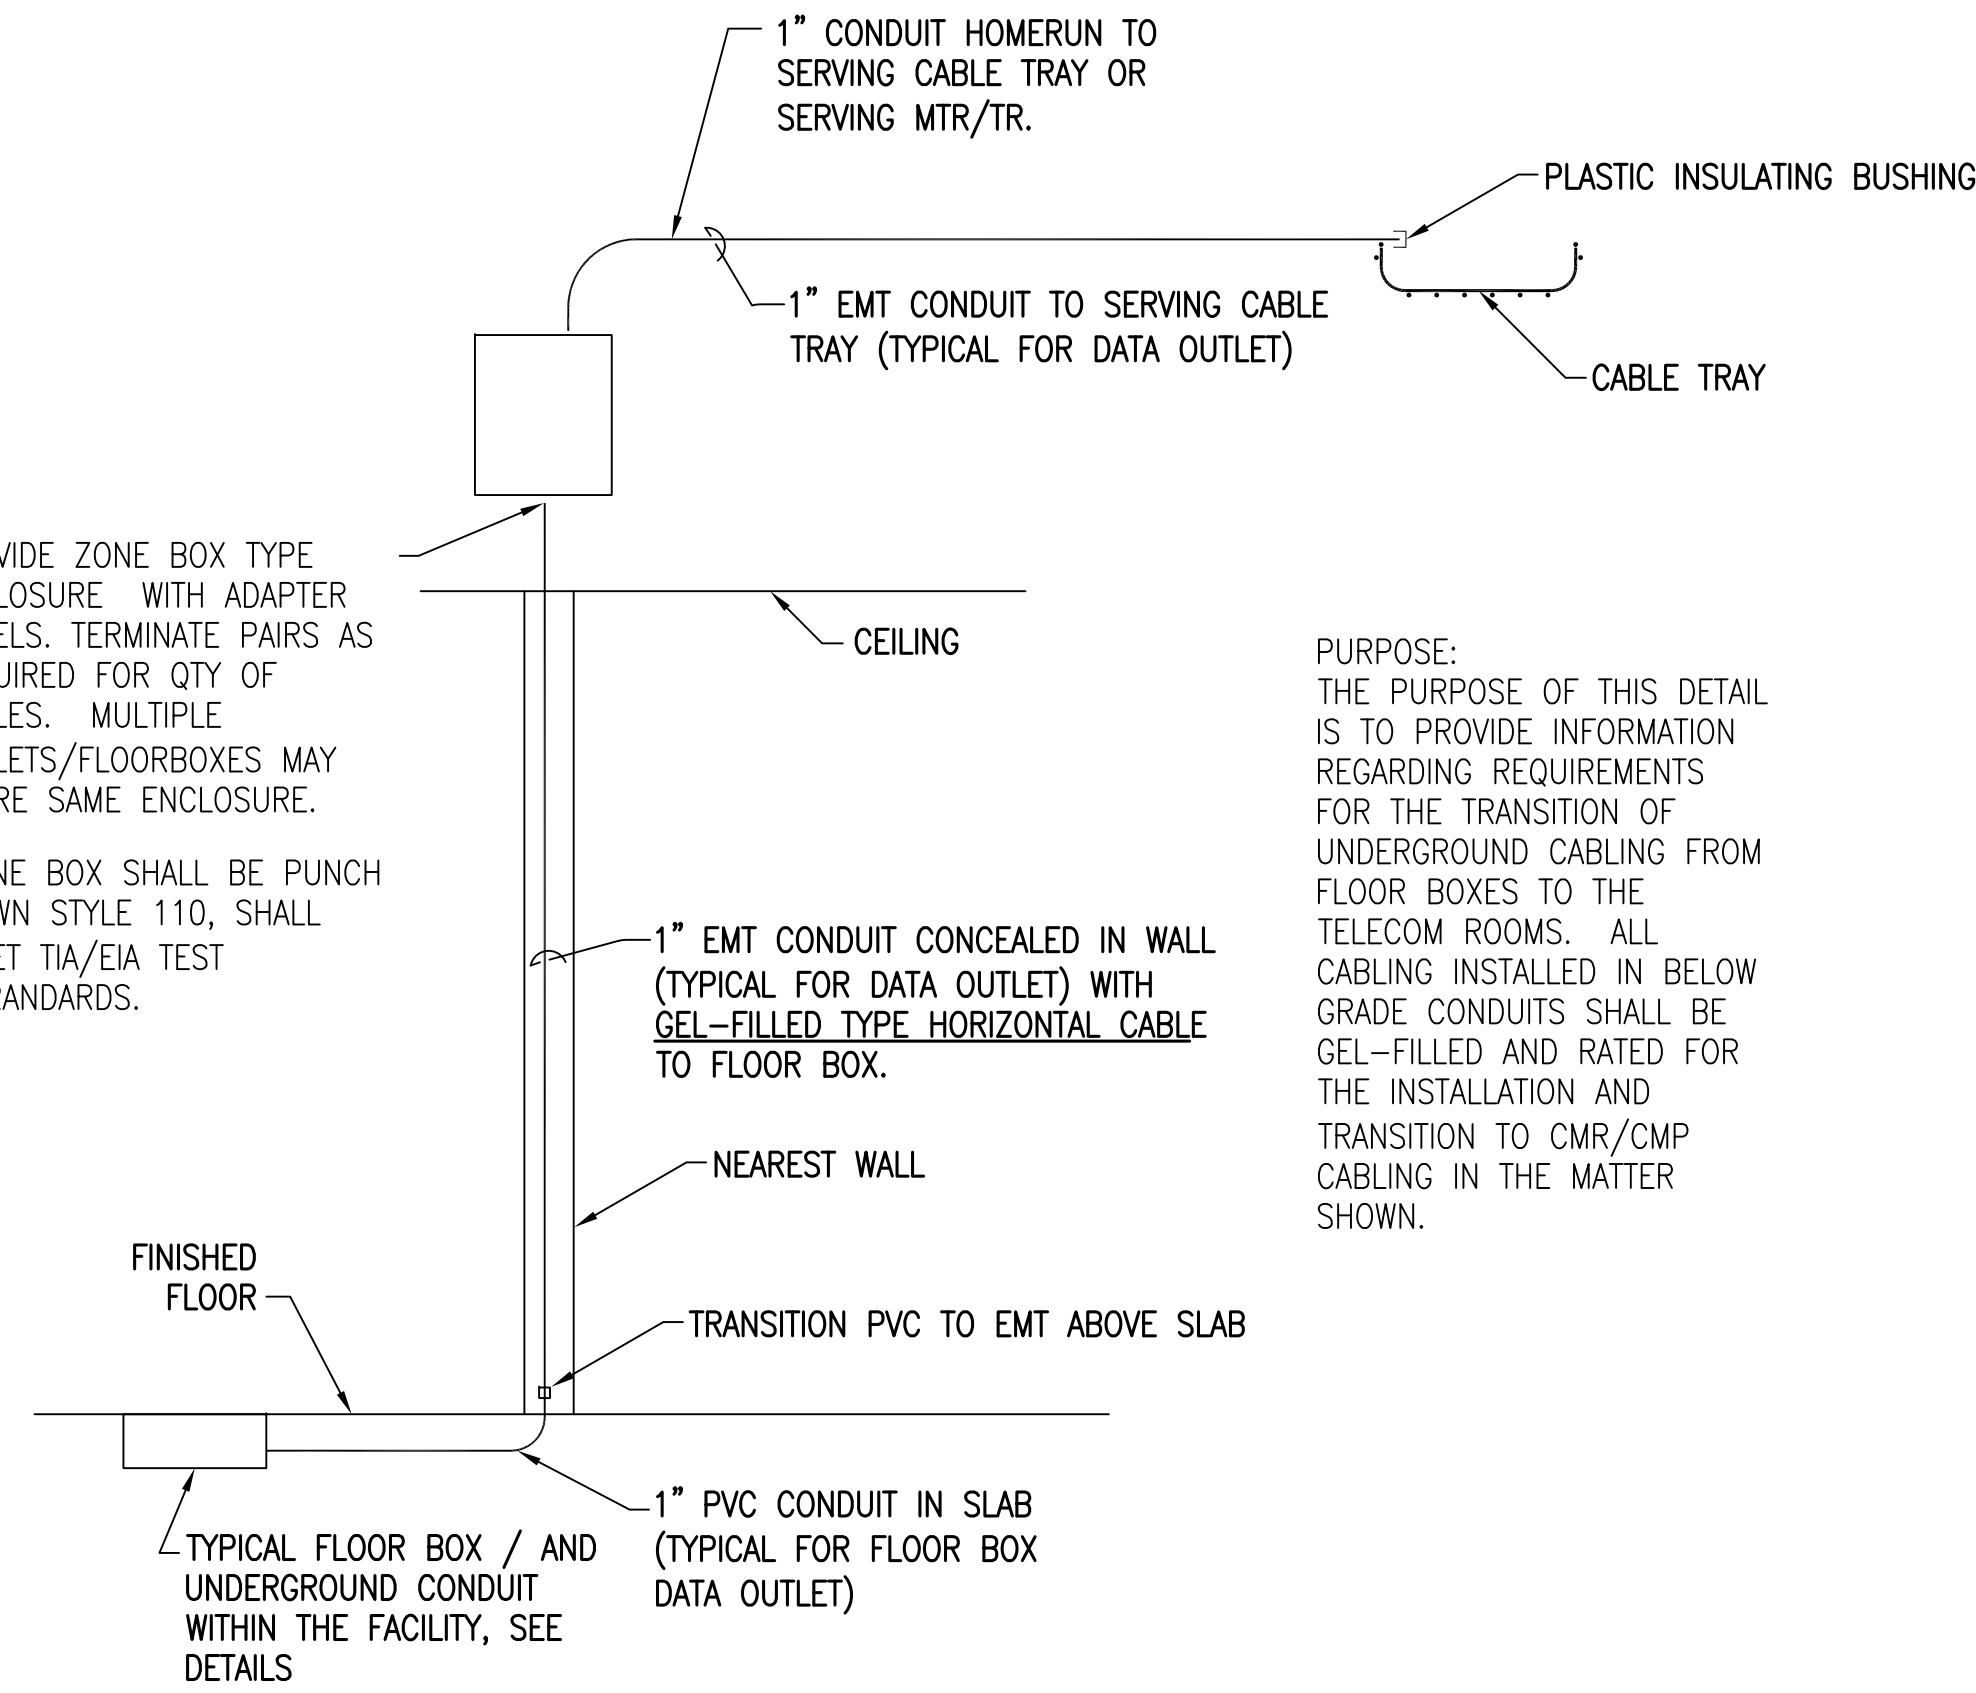 1” CONDUIT HOMERUN TO
SERVING CABLE TRAY OR
SERVING MTR/TR.
PLASTIC INSULATING BUSHING
1” EMT CONDUIT TO SERVING CABLE
TRAY (TYPICAL FOR DATA OUTLET)
CABLE TRAY
ZONE BOX TYPE
WITH ADAPTER
TERMINATE PAIRS AS
FOR QTY OF
MULTIPLE
/FLOORBOXES MAY
SAME ENCLOSURE.
BOX SHALL BE PUNCH
STYLE 110, SHALL
TIA/EIA TEST
CEILING
PURPOSE:
THE PURPOSE OF THIS DETAIL
IS TO PROVIDE INFORMATION
REGARDING REQUIREMENTS
FOR THE TRANSITION OF
UNDERGROUND CABLING FROM
FLOOR BOXES TO THE
TELECOM ROOMS. ALL
CABLING INSTALLED IN BELOW
GRADE CONDUITS SHALL BE
GEL-FILLED AND RATED FOR
THE INSTALLATION AND
TRANSITION TO CMR/CMP
CABLING IN THE MATTER
SHOWN.
1” EMT CONDUIT CONCEALED IN WALL
(TYPICAL FOR DATA OUTLET) WITH
GEL-FILLED TYPE HORIZONTAL CABLE
TO FLOOR BOX.
NEAREST WALL
FINISHED
FLOOR
TRANSITION PVC TO EMT ABOVE SLAB
1” PVC CONDUIT IN SLAB
(TYPICAL FOR FLOOR BOX
DATA OUTLET)
TYPICAL FLOOR BOX / AND
UNDERGROUND CONDUIT
WITHIN THE FACILITY, SEE
DETAILS